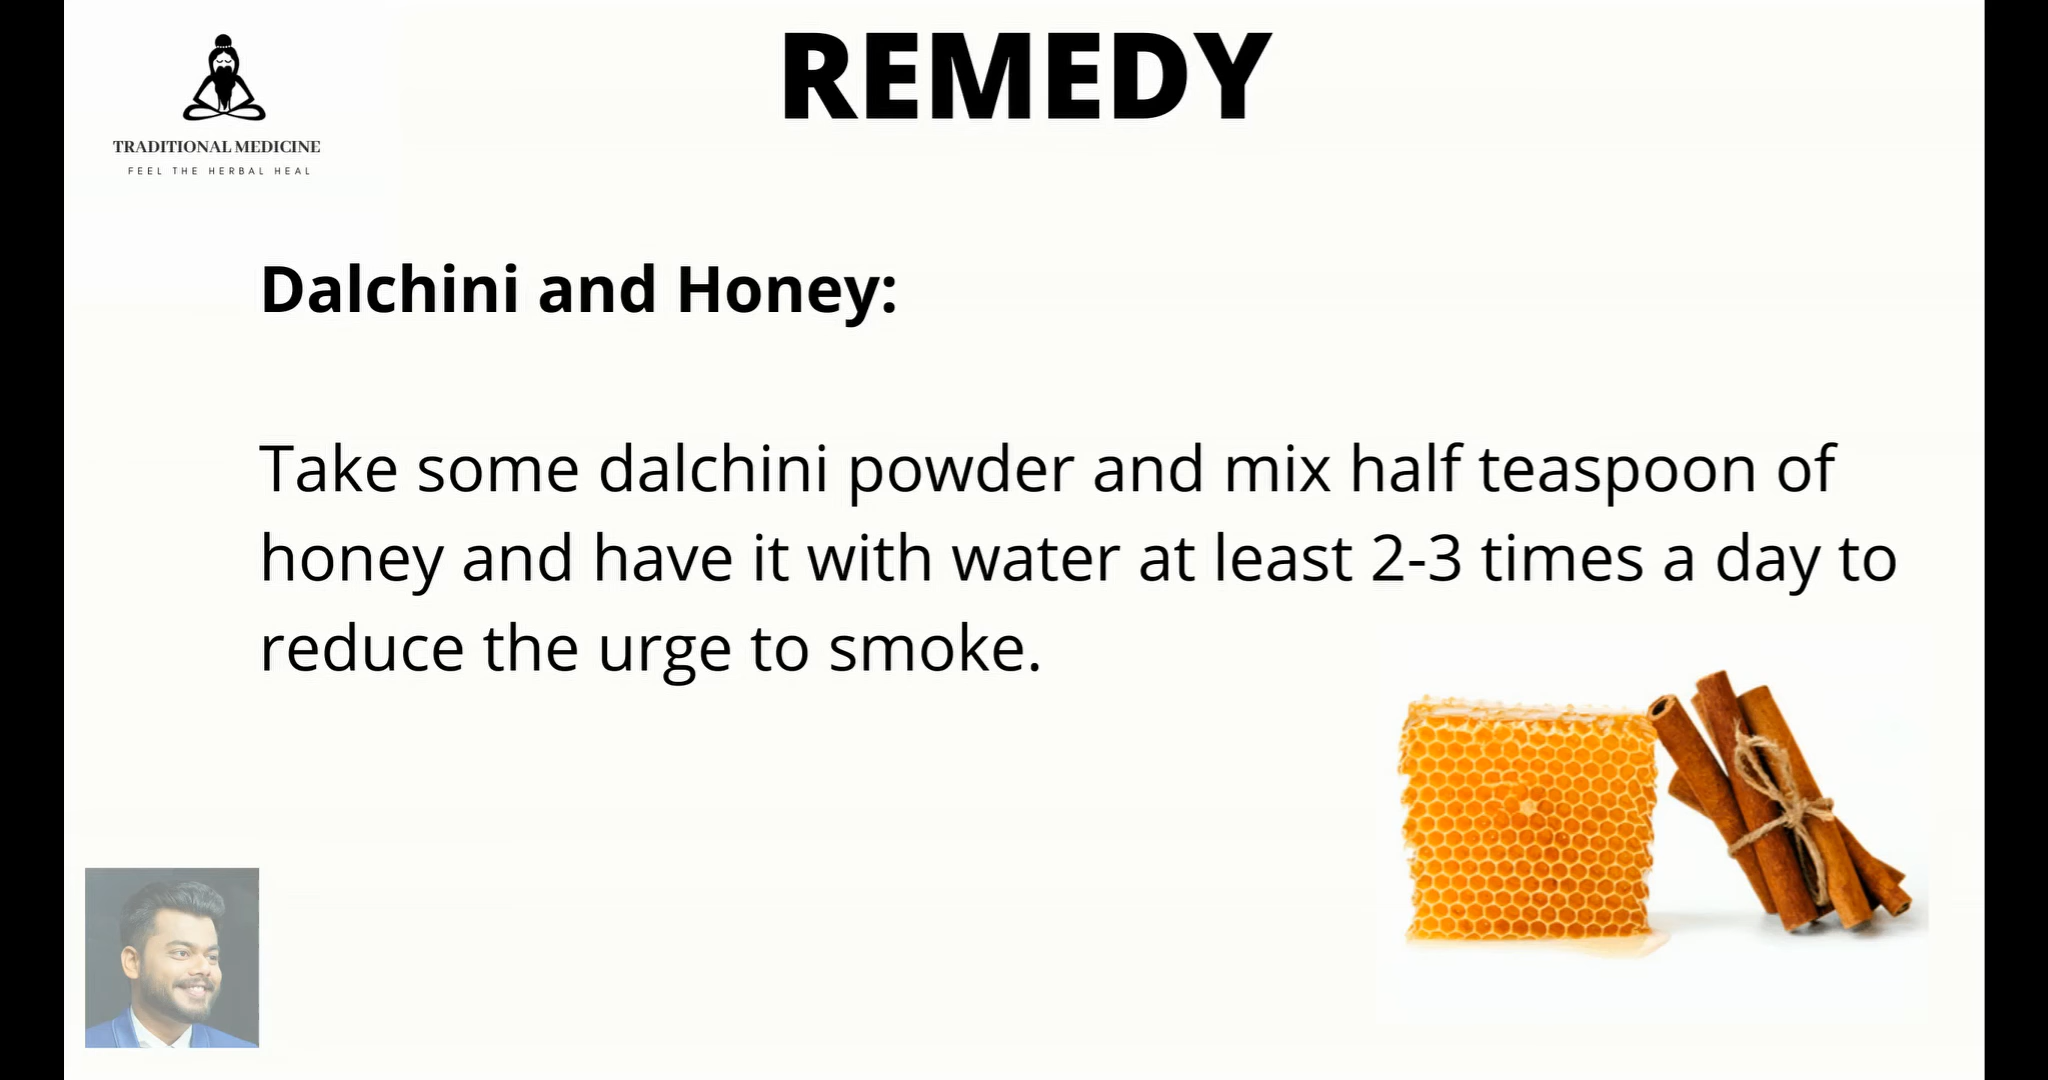 REMEDY
TRADITIONAL MEDICINE
FEEL THE HERBAL HEAL
Dalchini and Honey:
Take some dalchini powder and mix half teaspoon of
honey and have it with water at least 2-3 times a day to
reduce the urge to smoke.